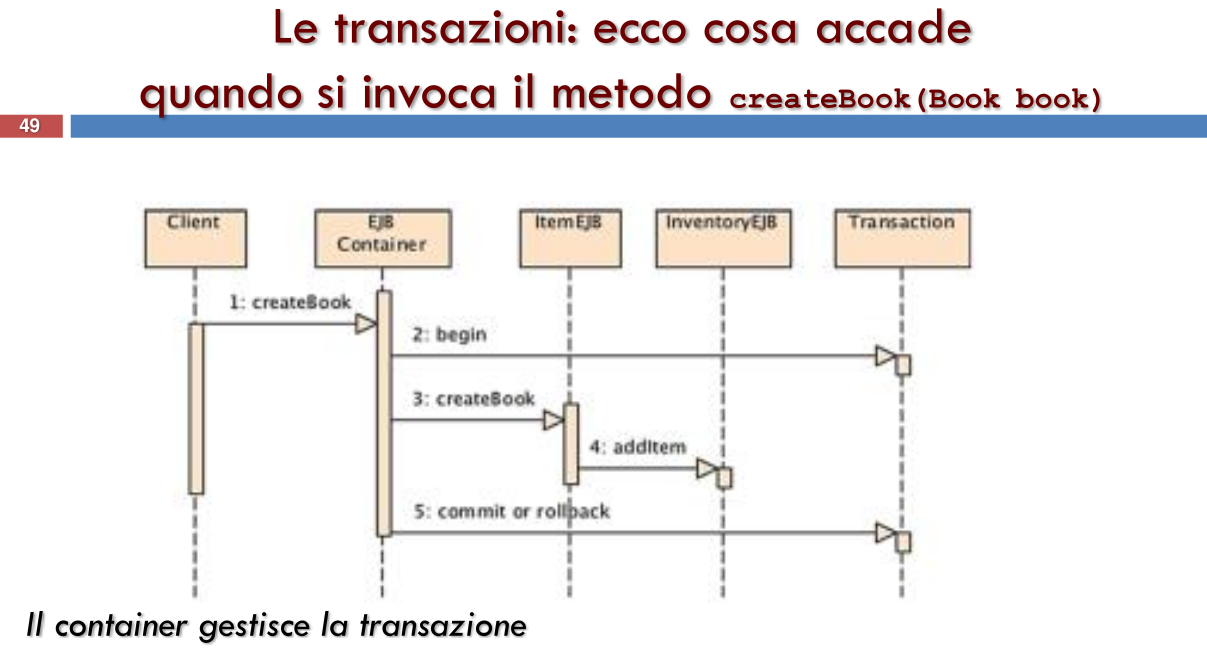 Le transazioni: ecco cosa accade
quando si invoca il metodo createBook(Book book)
49
Client
EJB
Container
ItemEJB
InventoryEJB
Transaction
1: createBook
2: begin
3: createBook
4: addItem
5: commit or rollback
Il container gestisce la transazione